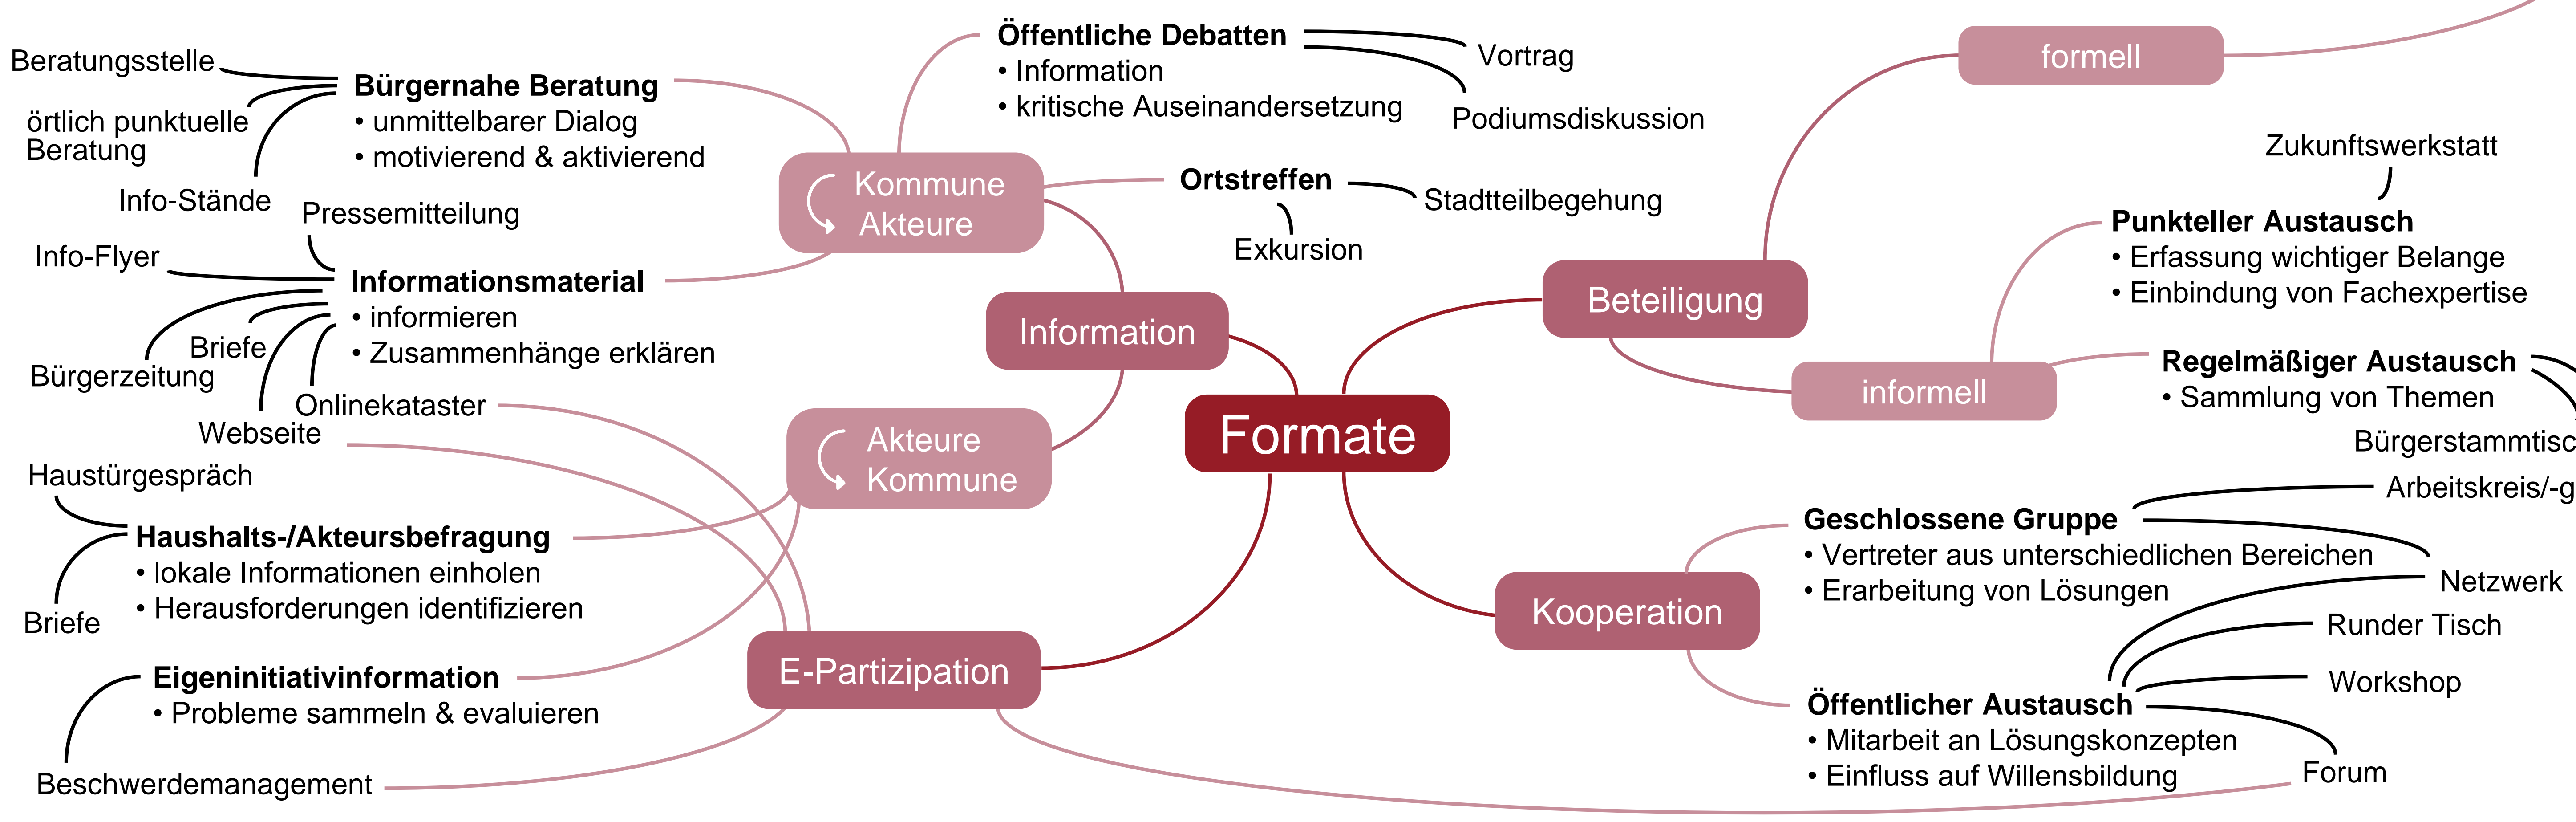 Beratungsstelle
örtlich punktuelle
Beratung
Info-Stände
Bürgernahe Beratung
• unmittelbarer Dialog
• motivierend & aktivierend
Pressemitteilung
Info-Flyer
Informationsmaterial
• informieren
• Zusammenhänge erklären
Briefe
Bürgerzeitung
Onlinekataster
Webseite
Haustürgespräch
Haushalts-/Akteursbefragung
• lokale Informationen einholen
• Herausforderungen identifizieren
Briefe
Eigeninitiativinformation
• Probleme sammeln & evaluieren
Beschwerdemanagement
Öffentliche Debatten
• Information
• kritische Auseinandersetzung
Vortrag
Podiumsdiskussion
Kommune
Akteure
Ortstreffen
Stadtteilbegehung
Exkursion
Information
Akteure
Kommune
Formate
E-Partizipation
Beteiligung
formell
informell
Zukunftswerkstatt
Punkteller Austausch
• Erfassung wichtiger Belange
• Einbindung von Fachexpertise
Regelmäßiger Austausch
• Sammlung von Themen
Bürgerstammtisc
Arbeitskreis/-g
Kooperation
Geschlossene Gruppe
• Vertreter aus unterschiedlichen Bereichen
• Erarbeitung von Lösungen
Netzwerk
Runder Tisch
Workshop
Öffentlicher Austausch
• Mitarbeit an Lösungskonzepten
• Einfluss auf Willensbildung
Forum